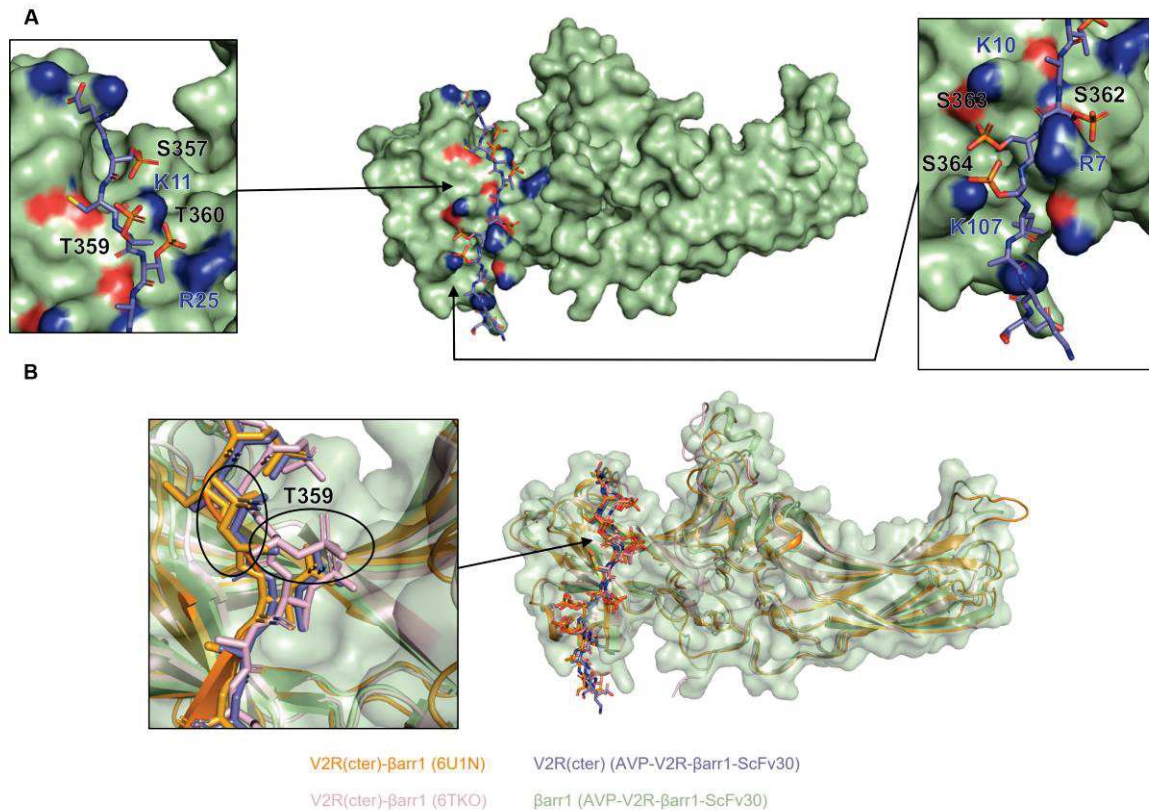 A
S357
K11
T360
T359
R25
K10
S363
S362
S364
R7
K107
B
T359
V2R(cter)-βarr1 (6U1N)
V2R(cter) (AVP-V2R-βarr1-ScFv30)
V2R(cter)-βarr1 (6TKO)
βarr1 (AVP-V2R-βarr1-ScFv30)